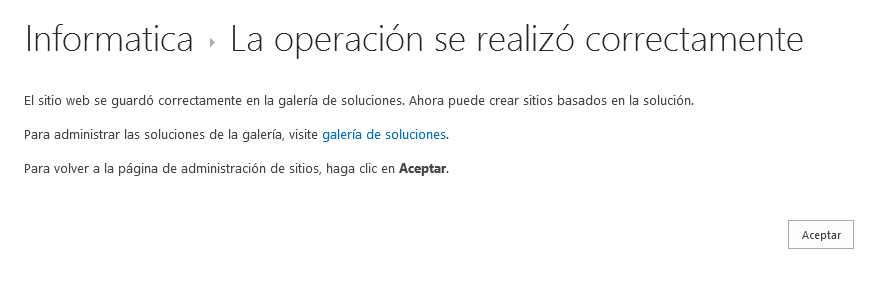 Informatica ▸ La operación se realizó correctamente
El sitio web se guardó correctamente en la galería de soluciones. Ahora puede crear sitios basados en la solución.
Para administrar las soluciones de la galería, visite galería de soluciones.
Para volver a la página de administración de sitios, haga clic en Aceptar.
Aceptar